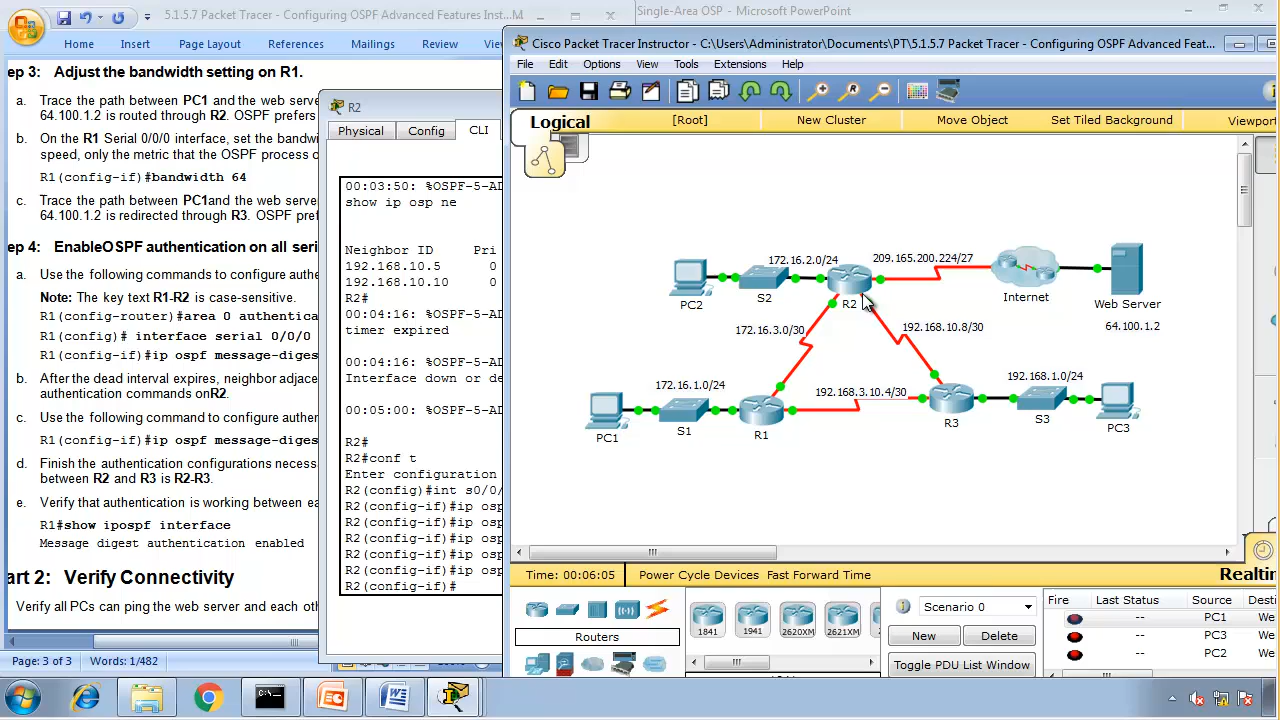 5.1.5.7 Packet Tracer - Configuring OSPF Advanced Features Inst...M
Single-Area OSP - Microsoft PowerPoint
Home
Insert
Page Layout
References
Mailings
Review
ep 3: Adjust the bandwidth setting on R1.
a. Trace the path between PC1 and the web serve
64.100.1.2 is routed through R2. OSPF prefers
b. On the R1 Serial 0/0/0 interface, set the bandwi
speed, only the metric that the OSPF process c
R1(config-if)#bandwidth 64
c. Trace the path between PC1and the web serve
64.100.1.2 is redirected through R3. OSPF pref
ep 4: EnableOSPF authentication on all seri
a. Use the following commands to configure authe
Note: The key text R1-R2 is case-sensitive.
R1(config-router)#area 0 authentica
R1(config)# interface serial 0/0/0
R1(config-if)#ip ospf message-diges
b. After the dead interval expires, neighbor adjace
authentication commands onR2.
c. Use the following command to configure authen
R1(config-if)#ip ospf message-diges
d. Finish the authentication configurations necess
between R2 and R3 is R2-R3.
e. Verify that authentication is working between ea
R1#show ipospf interface
Message digest authentication enabled
art 2: Verify Connectivity
Verify all PCs can ping the web server and each oth
Page: 3 of 3
Words: 1/482
R2
Physical
Config
CLI
00:03:50: %OSPF-5-AD
show ip osp ne
Neighbor ID Pri
192.168.10.5 0
192.168.10.10 0
R2#
00:04:16: %OSPF-5-AD
timer expired
00:04:16: %OSPF-5-AD
Interface down or de
00:05:00: %OSPF-5-AD
R2#
R2#conf t
Enter configuration
R2(config)#int s0/0/
R2(config-if)#ip osp
R2(config-if)#ip osp
R2(config-if)#ip osp
R2(config-if)#ip osp
R2(config-if)#ip osp
R2(config-if)#
Cisco Packet Tracer Instructor - C:\Users\Administrator\Documents\PT\5.1.5.7 Packet Tracer - Configuring OSPF Advanced Feat...
File
Edit
Options
View
Tools
Extensions
Help
Logical
[Root]
New Cluster
Move Object
Set Tiled Background
Viewport
172.16.2.0/24
209.165.200.224/27
PC2
S2
R2
Internet
Web Server
64.100.1.2
172.16.3.0/30
192.168.10.8/30
172.16.1.0/24
192.168.3.10.4/30
192.168.1.0/24
PC1
S1
R1
R3
S3
PC3
Time: 00:06:05
Power Cycle Devices
Fast Forward Time
Realtim
Routers
1841
1941
2620XM
2621XM
Scenario 0
New
Delete
Toggle PDU List Window
Fire
Last Status
Source
Desti
--
PC1
We
--
PC3
We
--
PC2
We